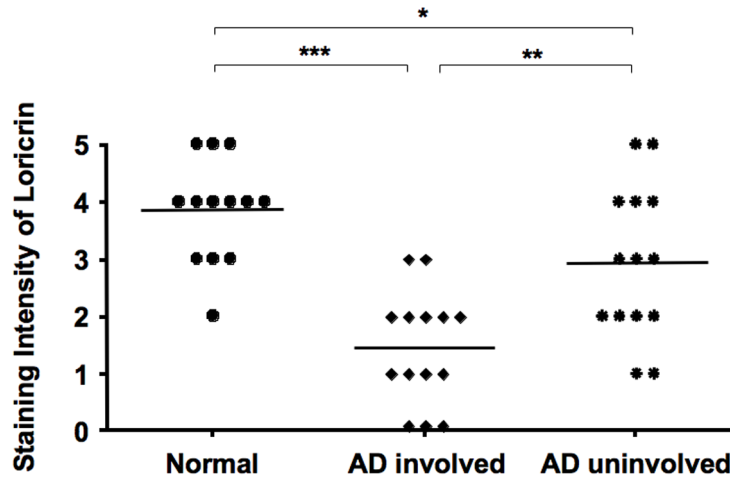 *
***
**
Staining Intensity of Loricrin
5
4
3
2
1
0
Normal
AD involved
AD uninvolved